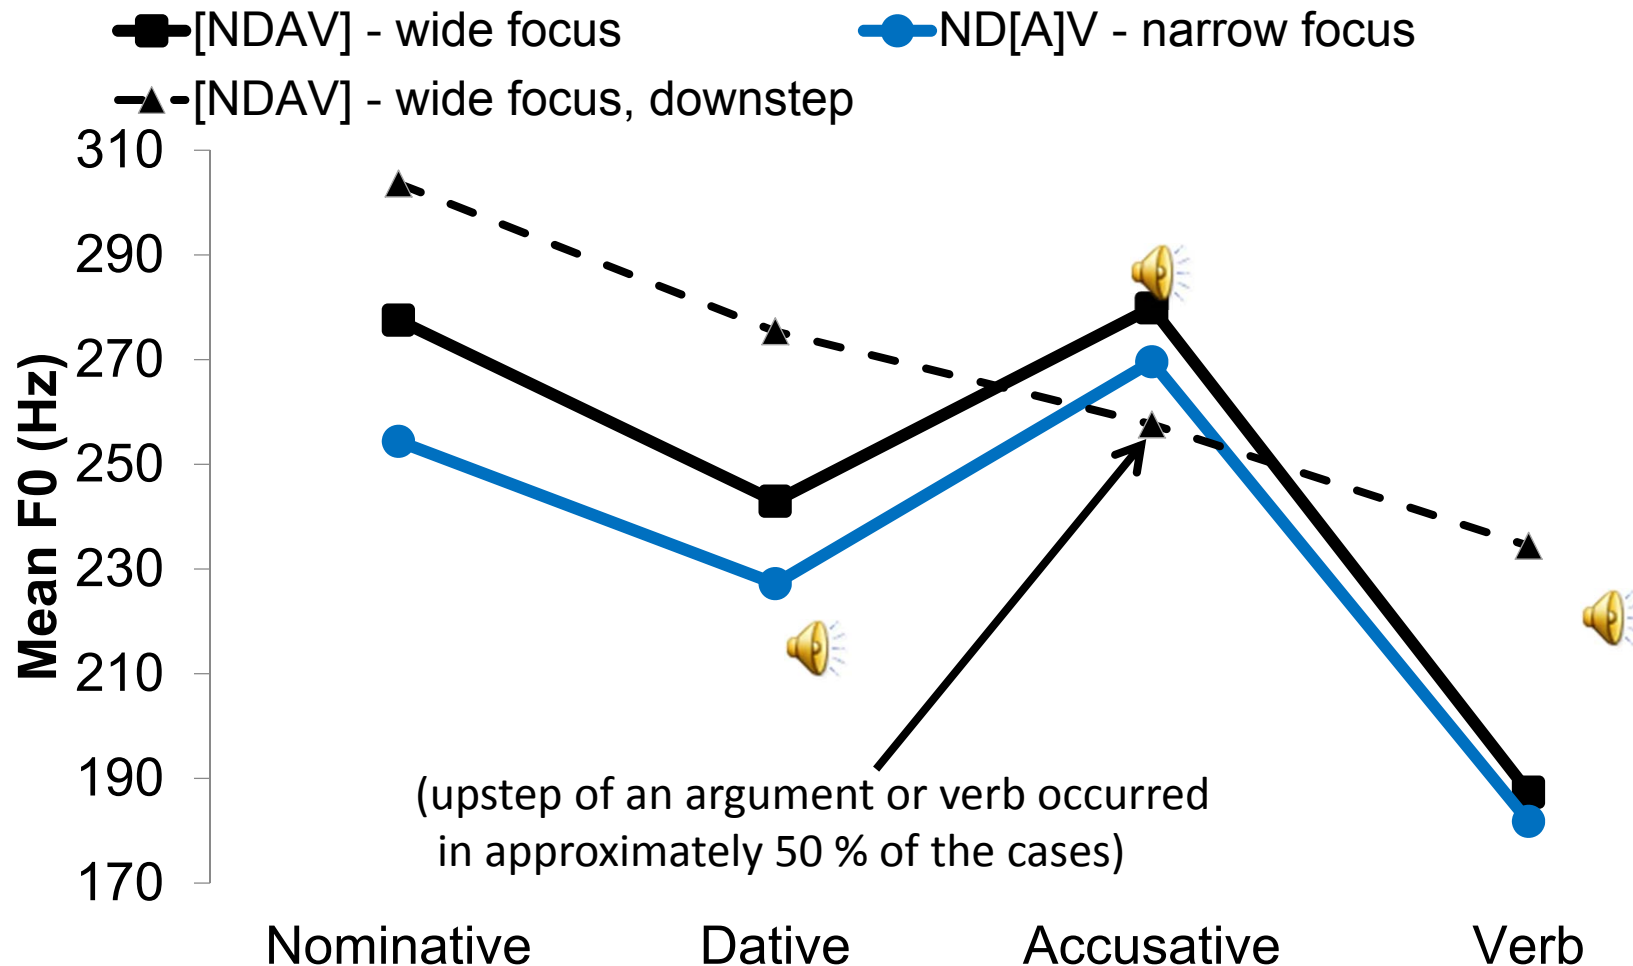 [NDAV] - wide focus
ND[A]V - narrow focus
[NDAV] - wide focus, downstep
310
290
270
250
230
210
190
170
Mean F0 (Hz)
(upstep of an argument or verb occurred
in approximately 50 % of the cases)
Nominative
Dative
Accusative
Verb